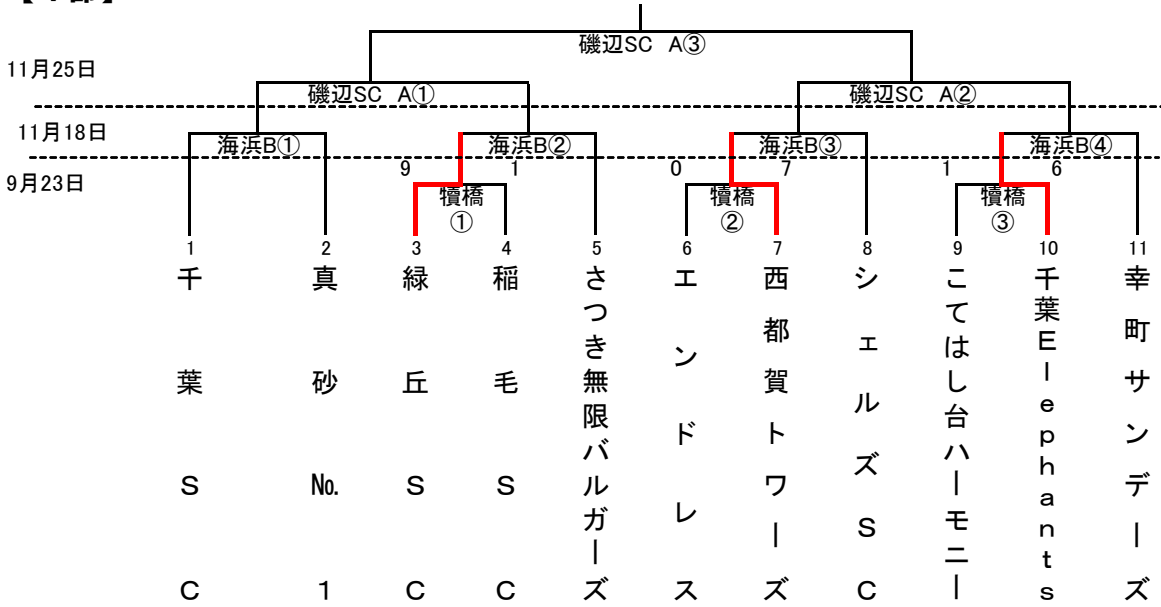 磯辺SC A③
11月25日
磯辺SC A① 磯辺SC A②
11月18日
海浜B① 海浜B② 海浜B③ 海浜B④
9 1 0 7 1 6
9月23日
犢橋 犢橋 犢橋
① ② ③
1 2 3 4 5 6 7 8 9 10 11
千葉SC
真砂№1
緑丘SC
稲毛SC
さつき無限バルガーズ
エンドレス
西都賀トワーズ
シェルズSC
こてはし台ハーモニー
千葉Elephants
幸町サンデーズ